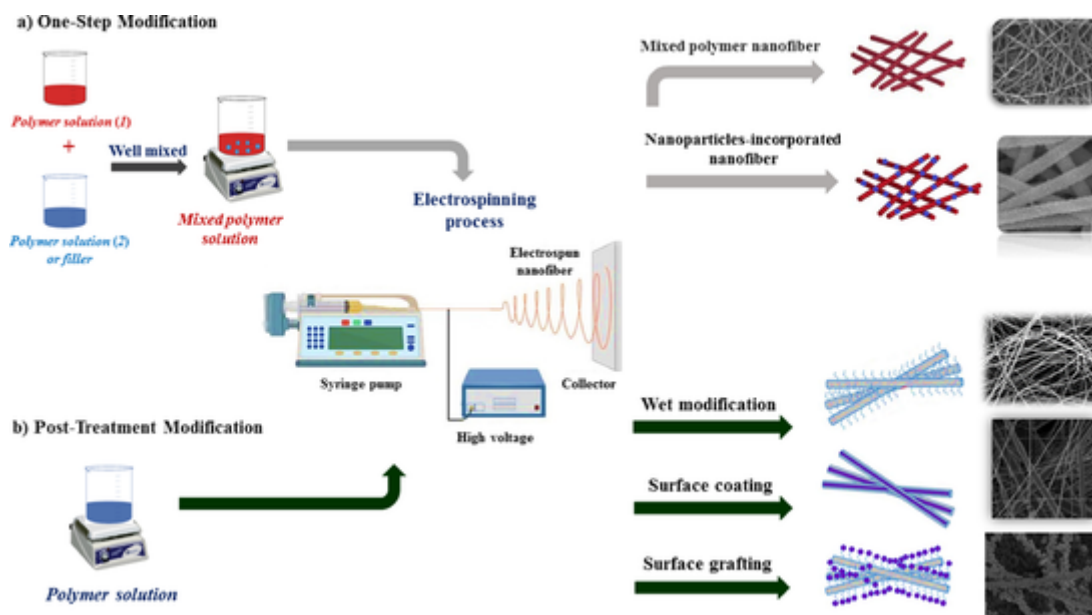 a) One-Step Modification
Polymer solution (1)
+
Well mixed
Polymer solution (2)
or filler
Mixed polymer
solution
Electrospinning
process
Mixed polymer nanofiber
Nanoparticles-incorporated
nanofiber
Electrospun
nanofiber
Syringe pump
Collector
High voltage
b) Post-Treatment Modification
Polymer solution
Wet modification
Surface coating
Surface grafting